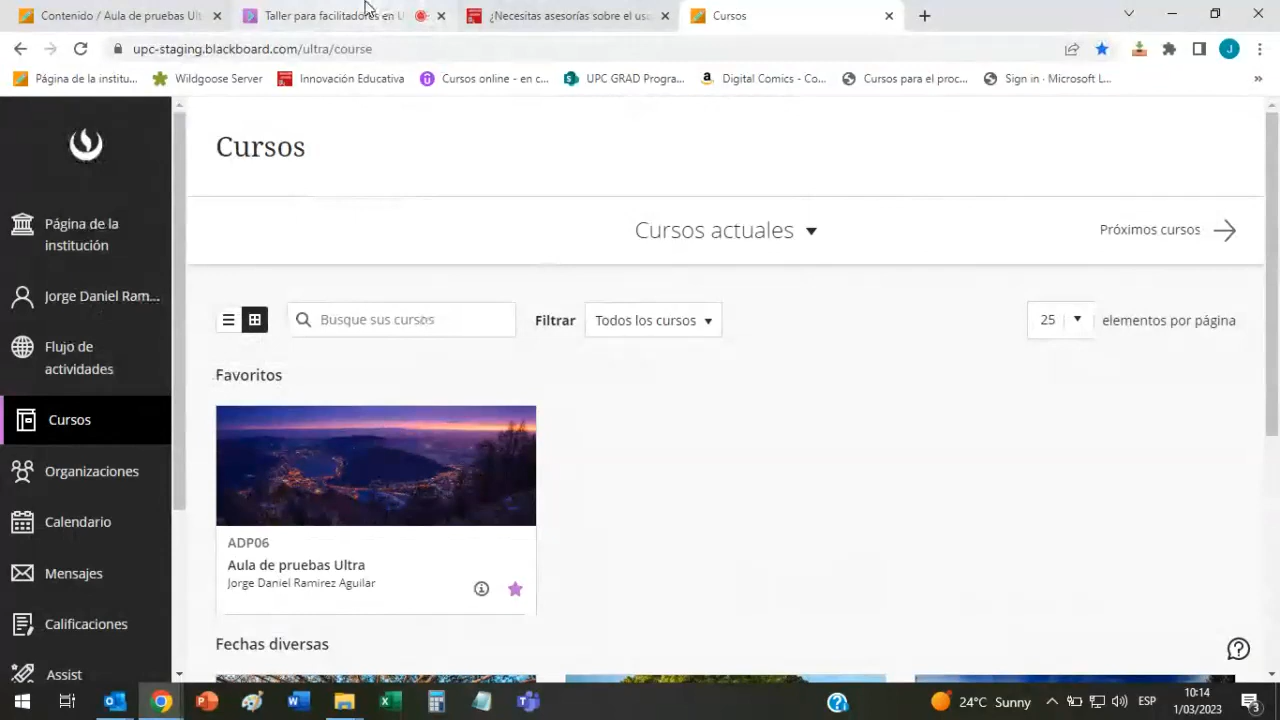 Contenido / Aula de pruebas Ul
Taller para facilitadores en U
¿Necesitas asesorías sobre el us
Cursos
upc-staging.blackboard.com/ultra/course
J
Página de la institu...
Wildgoose Server
Innovación Educativa
Cursos online - en c...
UPC GRAD Progra...
Digital Comics - Co...
Cursos para el proc...
Sign in · Microsoft L...
»
Página de la
institución
Jorge Daniel Ram...
Flujo de
actividades
Cursos
Organizaciones
Calendario
Mensajes
Calificaciones
Assist
Cursos
Cursos actuales
Próximos cursos
Busque sus cursos
Filtrar
Todos los cursos
25
elementos por página
Favoritos
ADP06
Aula de pruebas Ultra
Jorge Daniel Ramirez Aguilar
Fechas diversas
24°C Sunny
ESP
10:14
1/03/2023
3